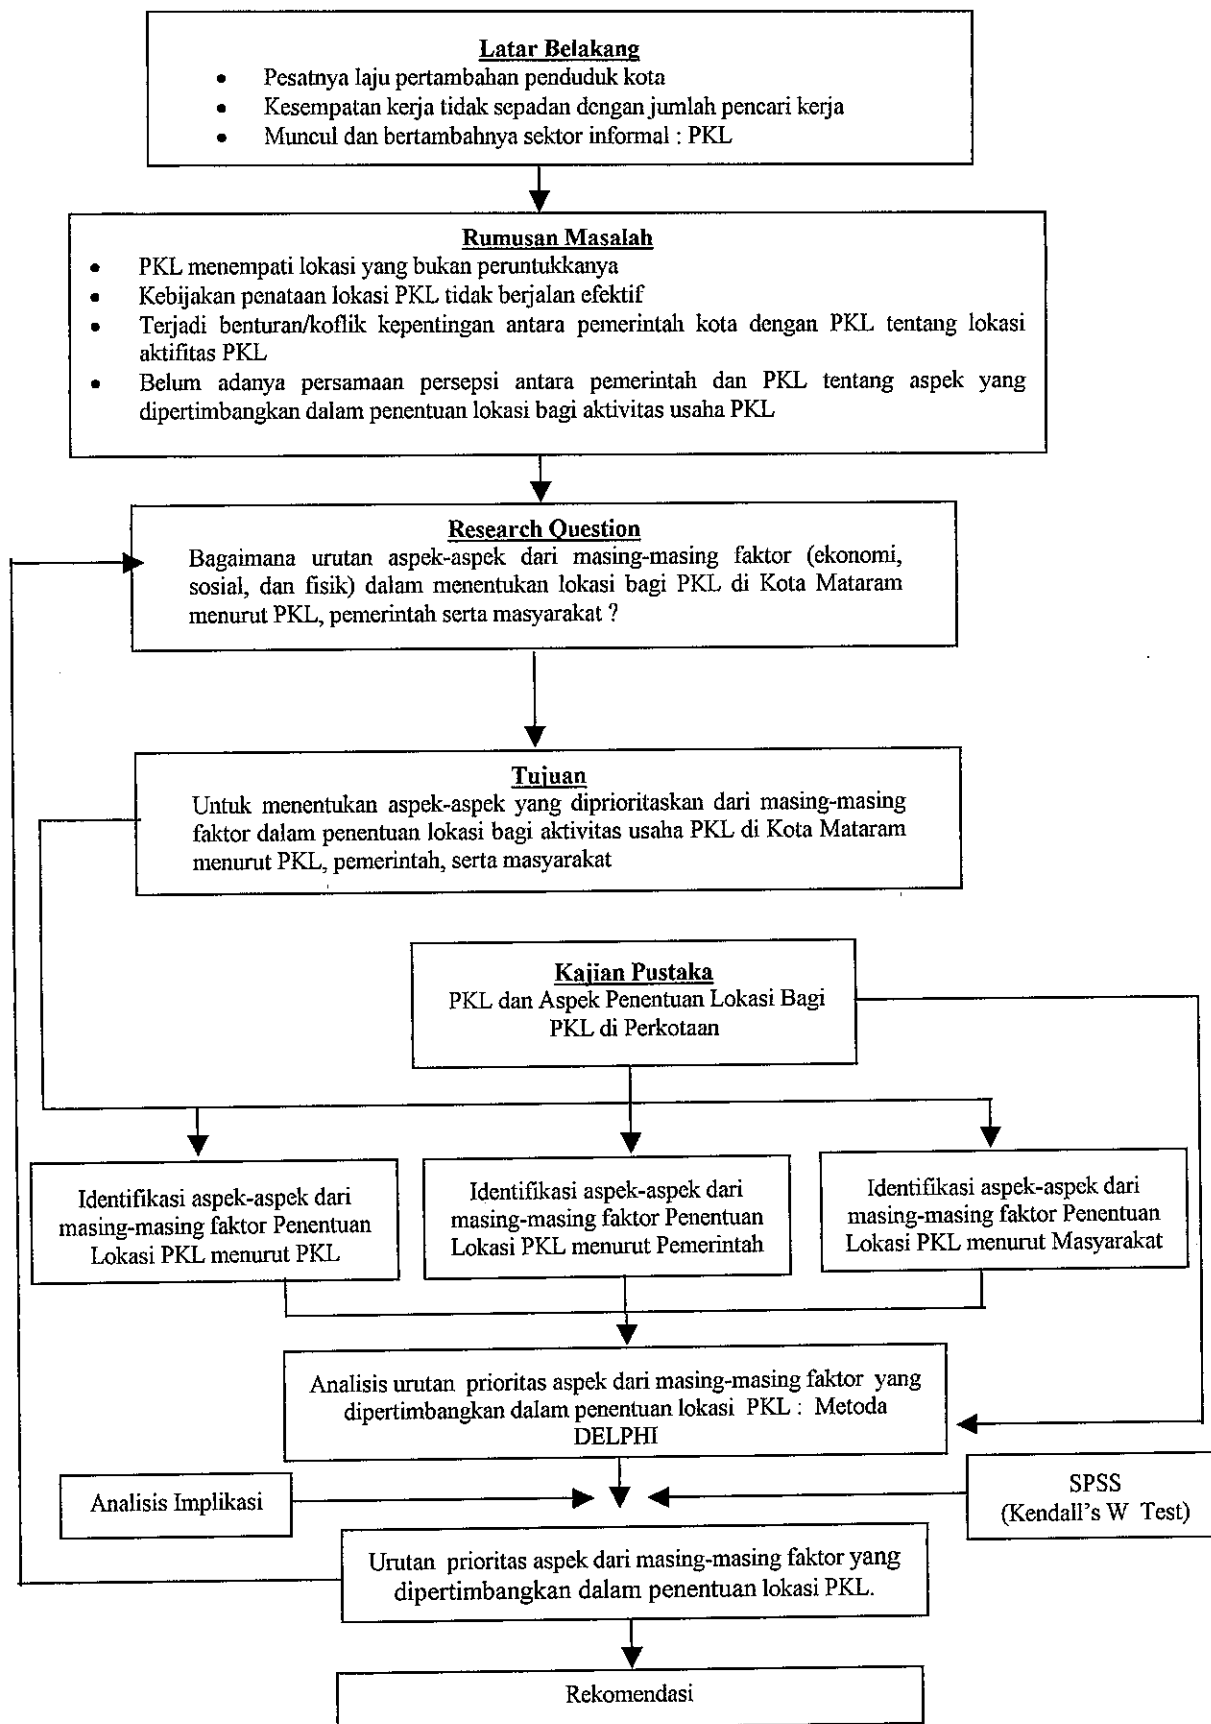 Latar Belakang
• Pesatnya laju pertambahan penduduk kota
• Kesempatan kerja tidak sepadan dengan jumlah pencari kerja
• Muncul dan bertambahnya sektor informal : PKL
Rumusan Masalah
• PKL menempati lokasi yang bukan peruntukkanya
• Kebijakan penataan lokasi PKL tidak berjalan efektif
• Terjadi benturan/koflik kepentingan antara pemerintah kota dengan PKL tentang lokasi
aktifitas PKL
• Belum adanya persamaan persepsi antara pemerintah dan PKL tentang aspek yang
dipertimbangkan dalam penentuan lokasi bagi aktivitas usaha PKL
Research Question
Bagaimana urutan aspek-aspek dari masing-masing faktor (ekonomi,
sosial, dan fisik) dalam menentukan lokasi bagi PKL di Kota Mataram
menurut PKL, pemerintah serta masyarakat ?
Tujuan
Untuk menentukan aspek-aspek yang diprioritaskan dari masing-masing
faktor dalam penentuan lokasi bagi aktivitas usaha PKL di Kota Mataram
menurut PKL, pemerintah, serta masyarakat
Kajian Pustaka
PKL dan Aspek Penentuan Lokasi Bagi
PKL di Perkotaan
Identifikasi aspek-aspek dari
masing-masing faktor Penentuan
Lokasi PKL menurut PKL
Identifikasi aspek-aspek dari
masing-masing faktor Penentuan
Lokasi PKL menurut Pemerintah
Identifikasi aspek-aspek dari
masing-masing faktor Penentuan
Lokasi PKL menurut Masyarakat
Analisis urutan prioritas aspek dari masing-masing faktor yang
dipertimbangkan dalam penentuan lokasi PKL : Metoda
DELPHI
Analisis Implikasi
SPSS
(Kendall's W Test)
Urutan prioritas aspek dari masing-masing faktor yang
dipertimbangkan dalam penentuan lokasi PKL.
Rekomendasi